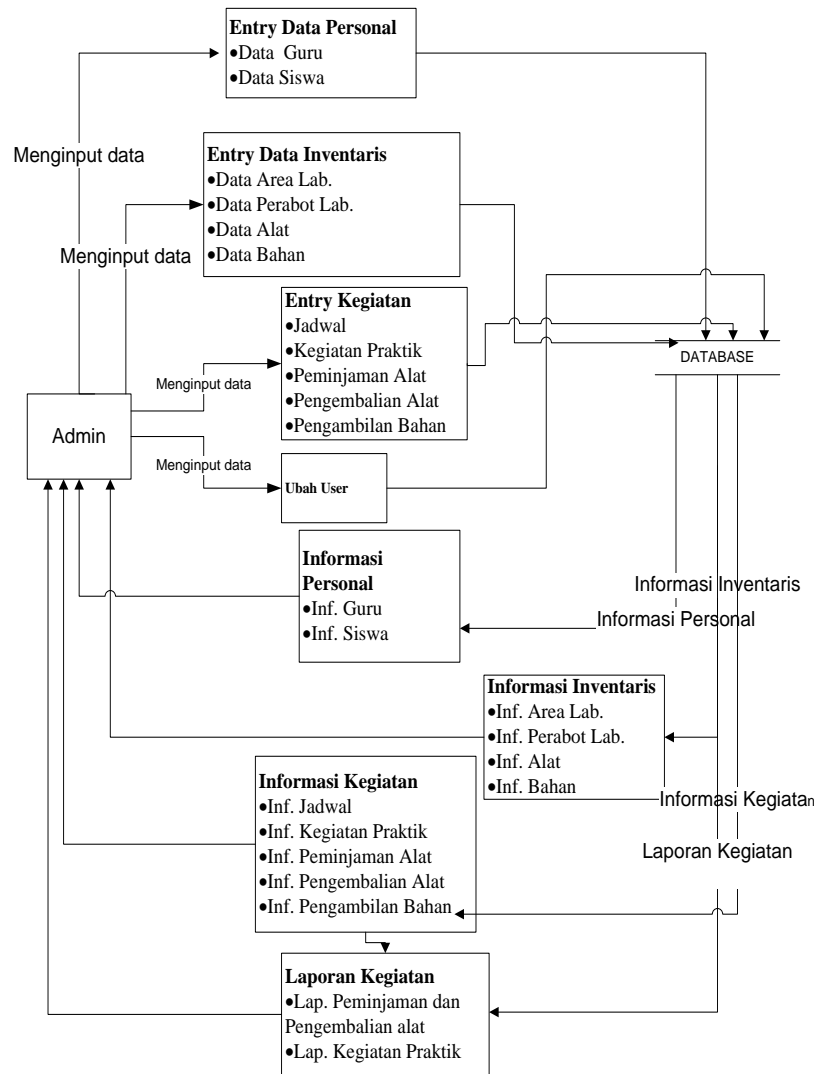 Entry Data Personal
●Data Guru
●Data Siswa
Menginput data
Entry Data Inventaris
●Data Area Lab.
●Data Perabot Lab.
●Data Alat
●Data Bahan
Menginput data
Entry Kegiatan
●Jadwal
●Kegiatan Praktik
●Peminjaman Alat
●Pengembalian Alat
●Pengambilan Bahan
DATABASE
Menginput data
Admin
Menginput data
Ubah User
Informasi
Personal
●Inf. Guru
●Inf. Siswa
Informasi Inventaris
Informasi Personal
Informasi Inventaris
●Inf. Area Lab.
●Inf. Perabot Lab.
●Inf. Alat
●Inf. Bahan
Informasi Kegiatan
●Inf. Jadwal
●Inf. Kegiatan Praktik
●Inf. Peminjaman Alat
●Inf. Pengembalian Alat
●Inf. Pengambilan Bahan
Informasi Kegiatan
Laporan Kegiatan
Laporan Kegiatan
●Lap. Peminjaman dan
Pengembalian alat
●Lap. Kegiatan Praktik